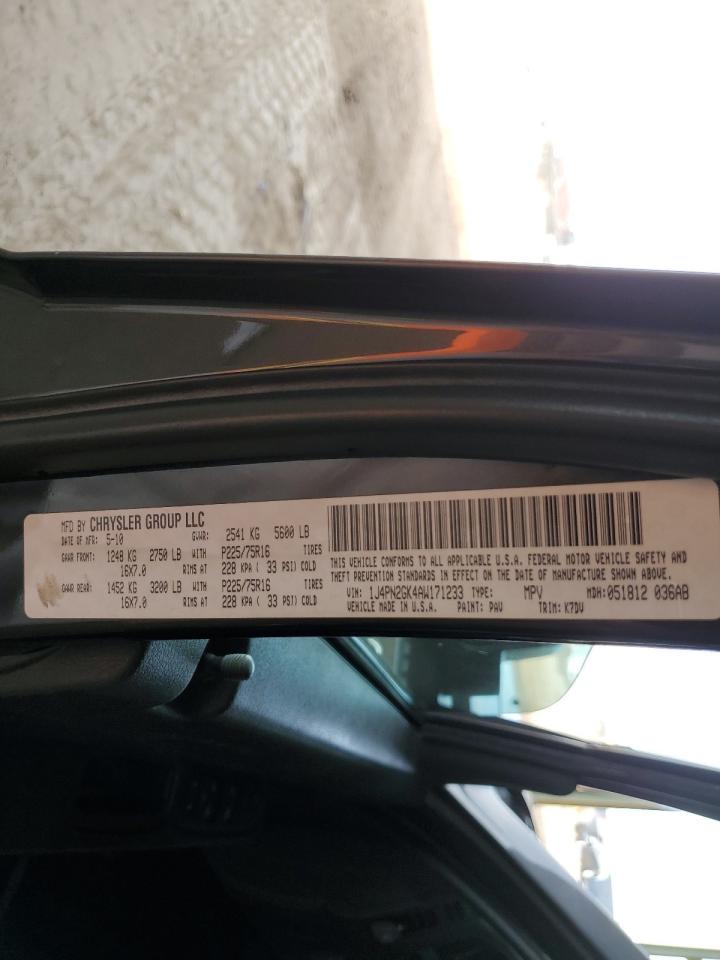 MFD BY CHRYSLER GROUP LLC
DATE OF MFR: 5-10 GVWR: 2541 KG 5600 LB
GAWR FRONT: 1248 KG 2750 LB WITH P225/75R16 TIRES
16X7.0 RIMS AT 228 KPA ( 33 PSI) COLD
GAWR REAR: 1452 KG 3200 LB WITH P225/75R16 TIRES
16X7.0 RIMS AT 228 KPA ( 33 PSI) COLD
THIS VEHICLE CONFORMS TO ALL APPLICABLE U.S.A. FEDERAL MOTOR VEHICLE SAFETY AND
THEFT PREVENTION STANDARDS IN EFFECT ON THE DATE OF MANUFACTURE SHOWN ABOVE.
VIN: 1J4PN2GK4AW171233 TYPE: MPV MDH: 051812 036AB
VEHICLE MADE IN U.S.A. PAINT: PAV TRIM: K7DV